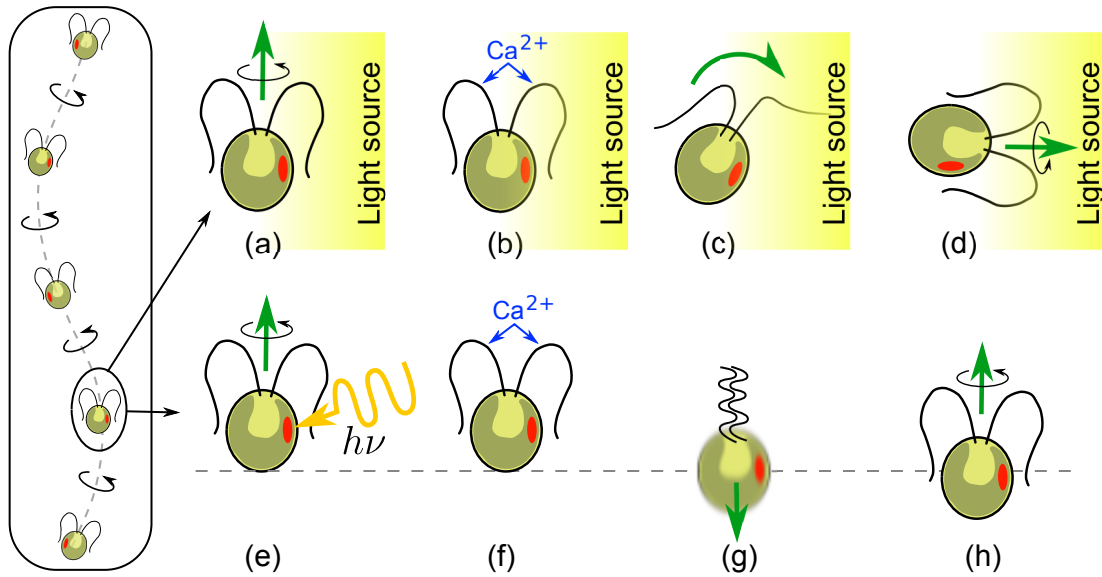 Ca²⁺
Light source
Light source
Light source
Light source
(a)
(b)
(c)
(d)
Ca²⁺
hν
(e)
(f)
(g)
(h)